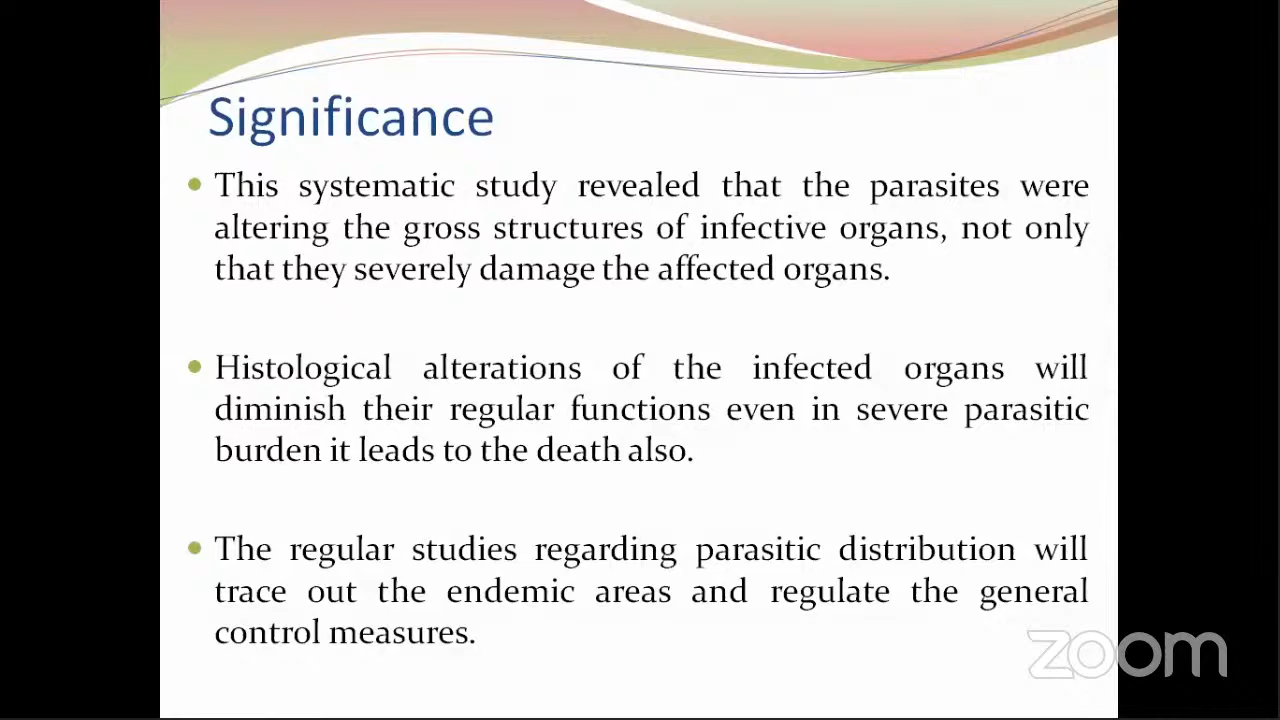 Significance
This systematic study revealed that the parasites were
altering the gross structures of infective organs, not only
that they severely damage the affected organs.
Histological alterations of the infected organs will
diminish their regular functions even in severe parasitic
burden it leads to the death also.
The regular studies regarding parasitic distribution will
trace out the endemic areas and regulate the general
control measures.
zoom